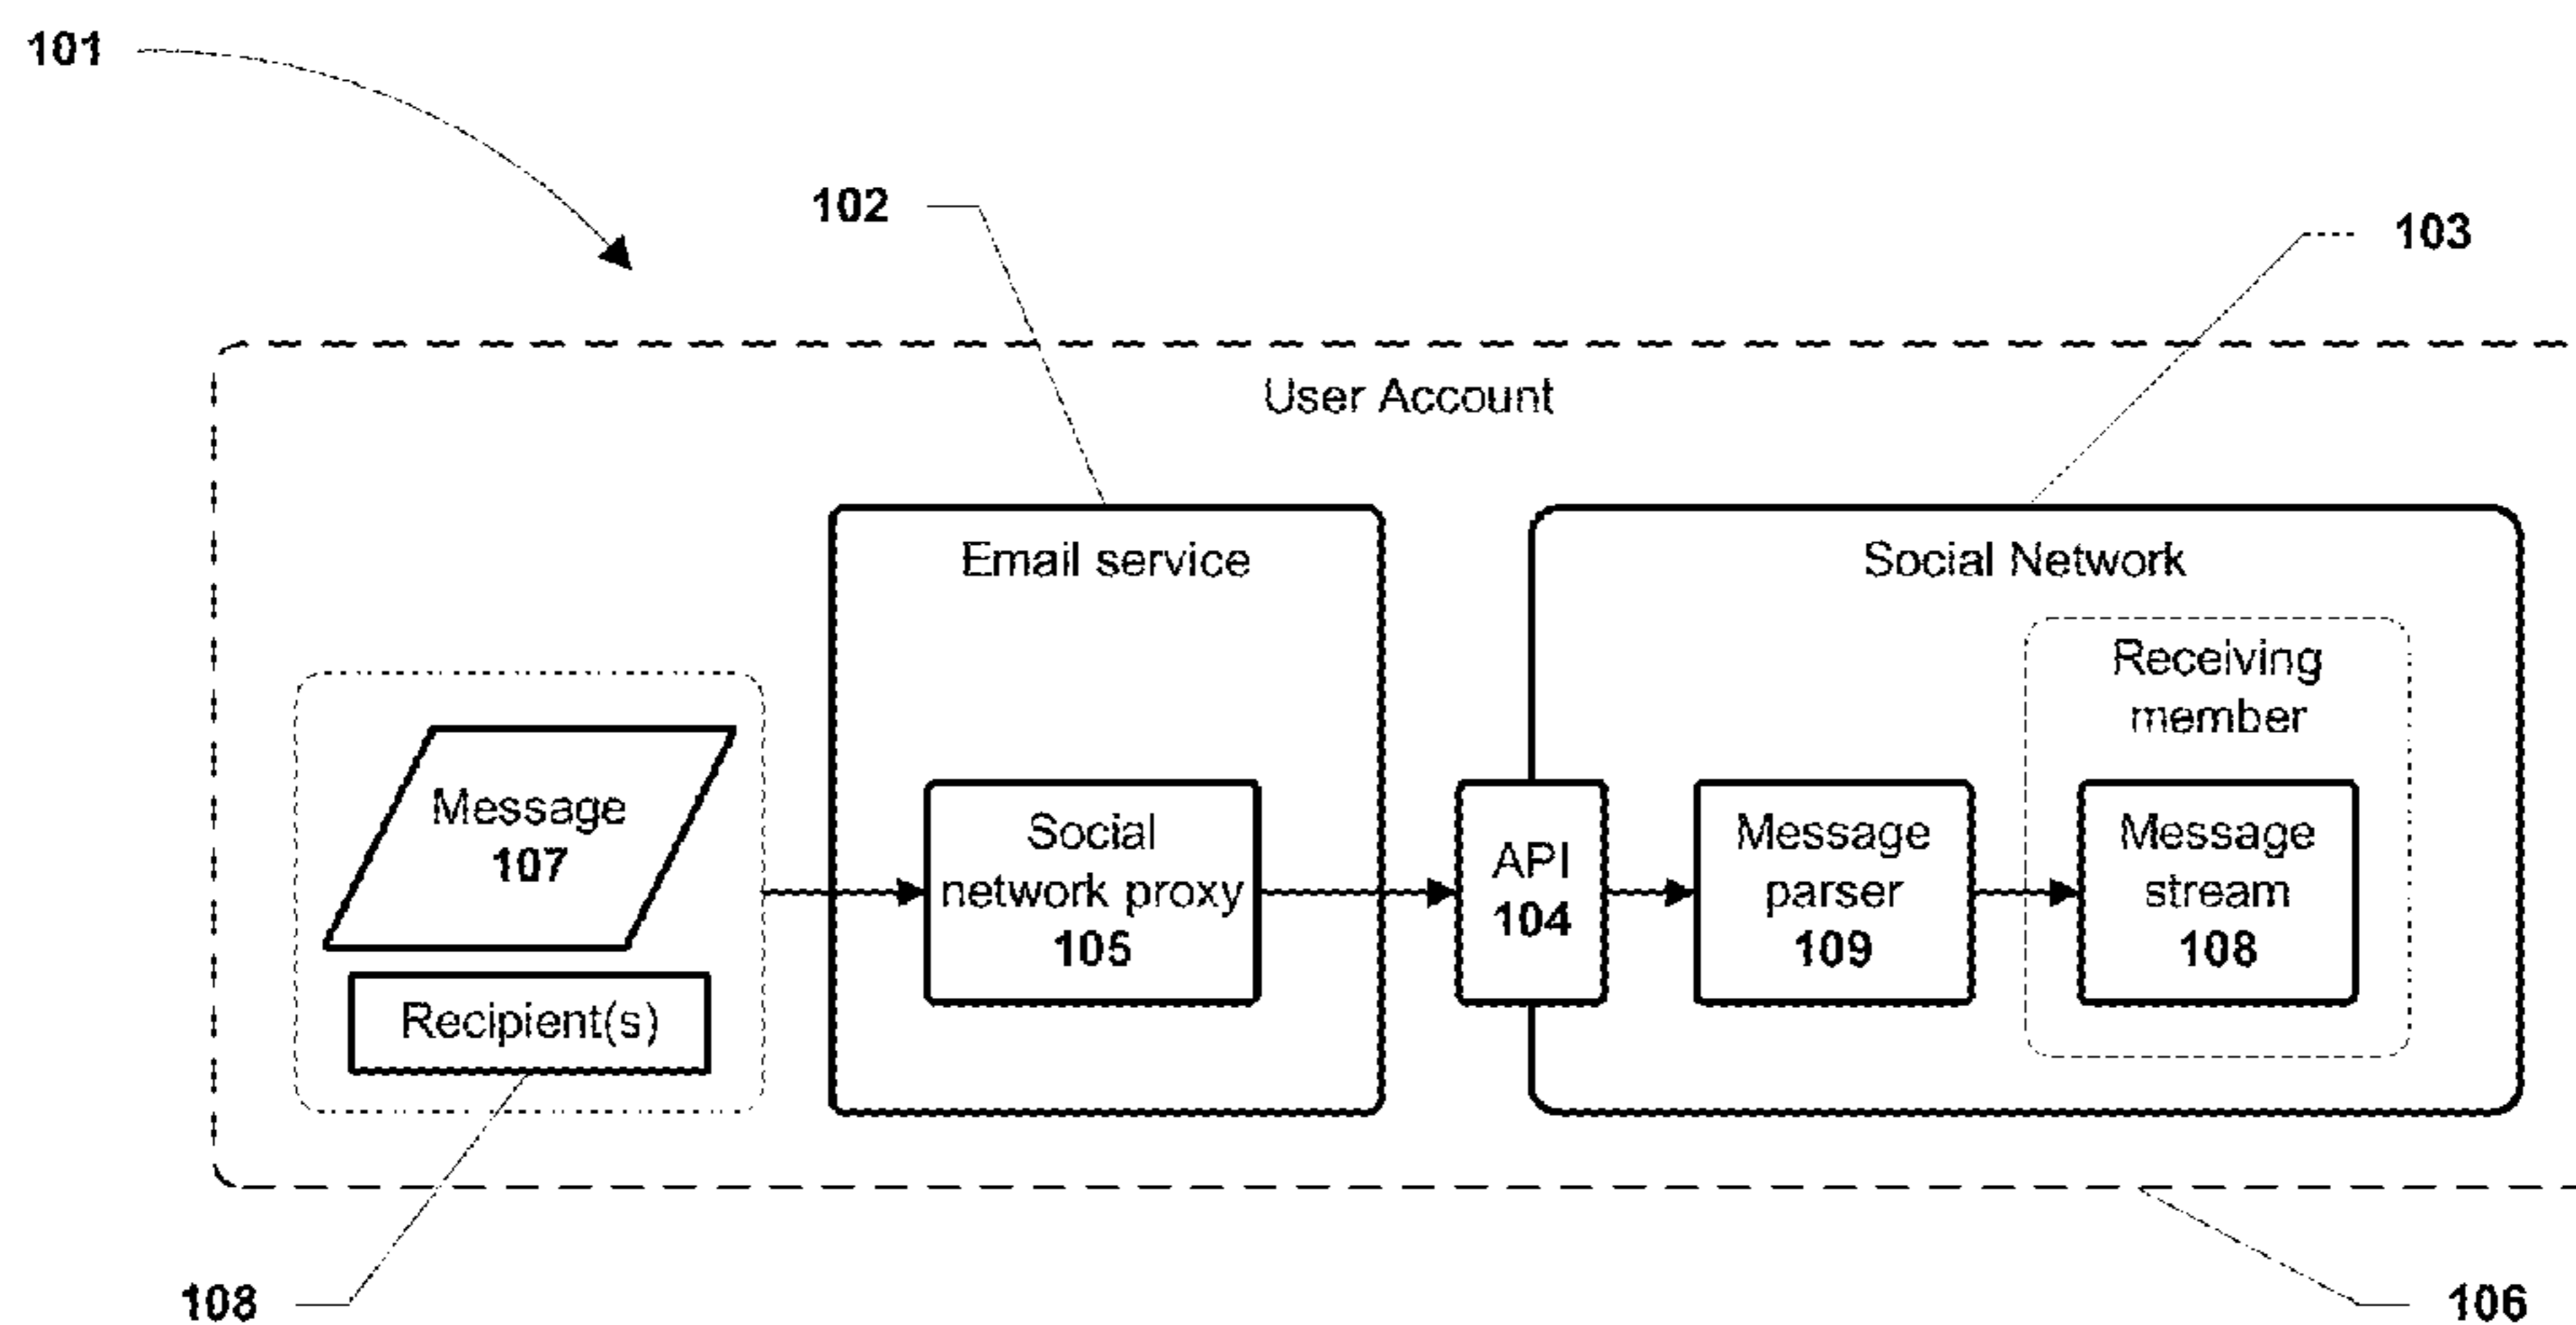 101
102
103
User Account
Email service
Social Network
Receiving
member
Message
107
Recipient(s)
Social
network proxy
105
API
104
Message
parser
109
Message
stream
108
108
106